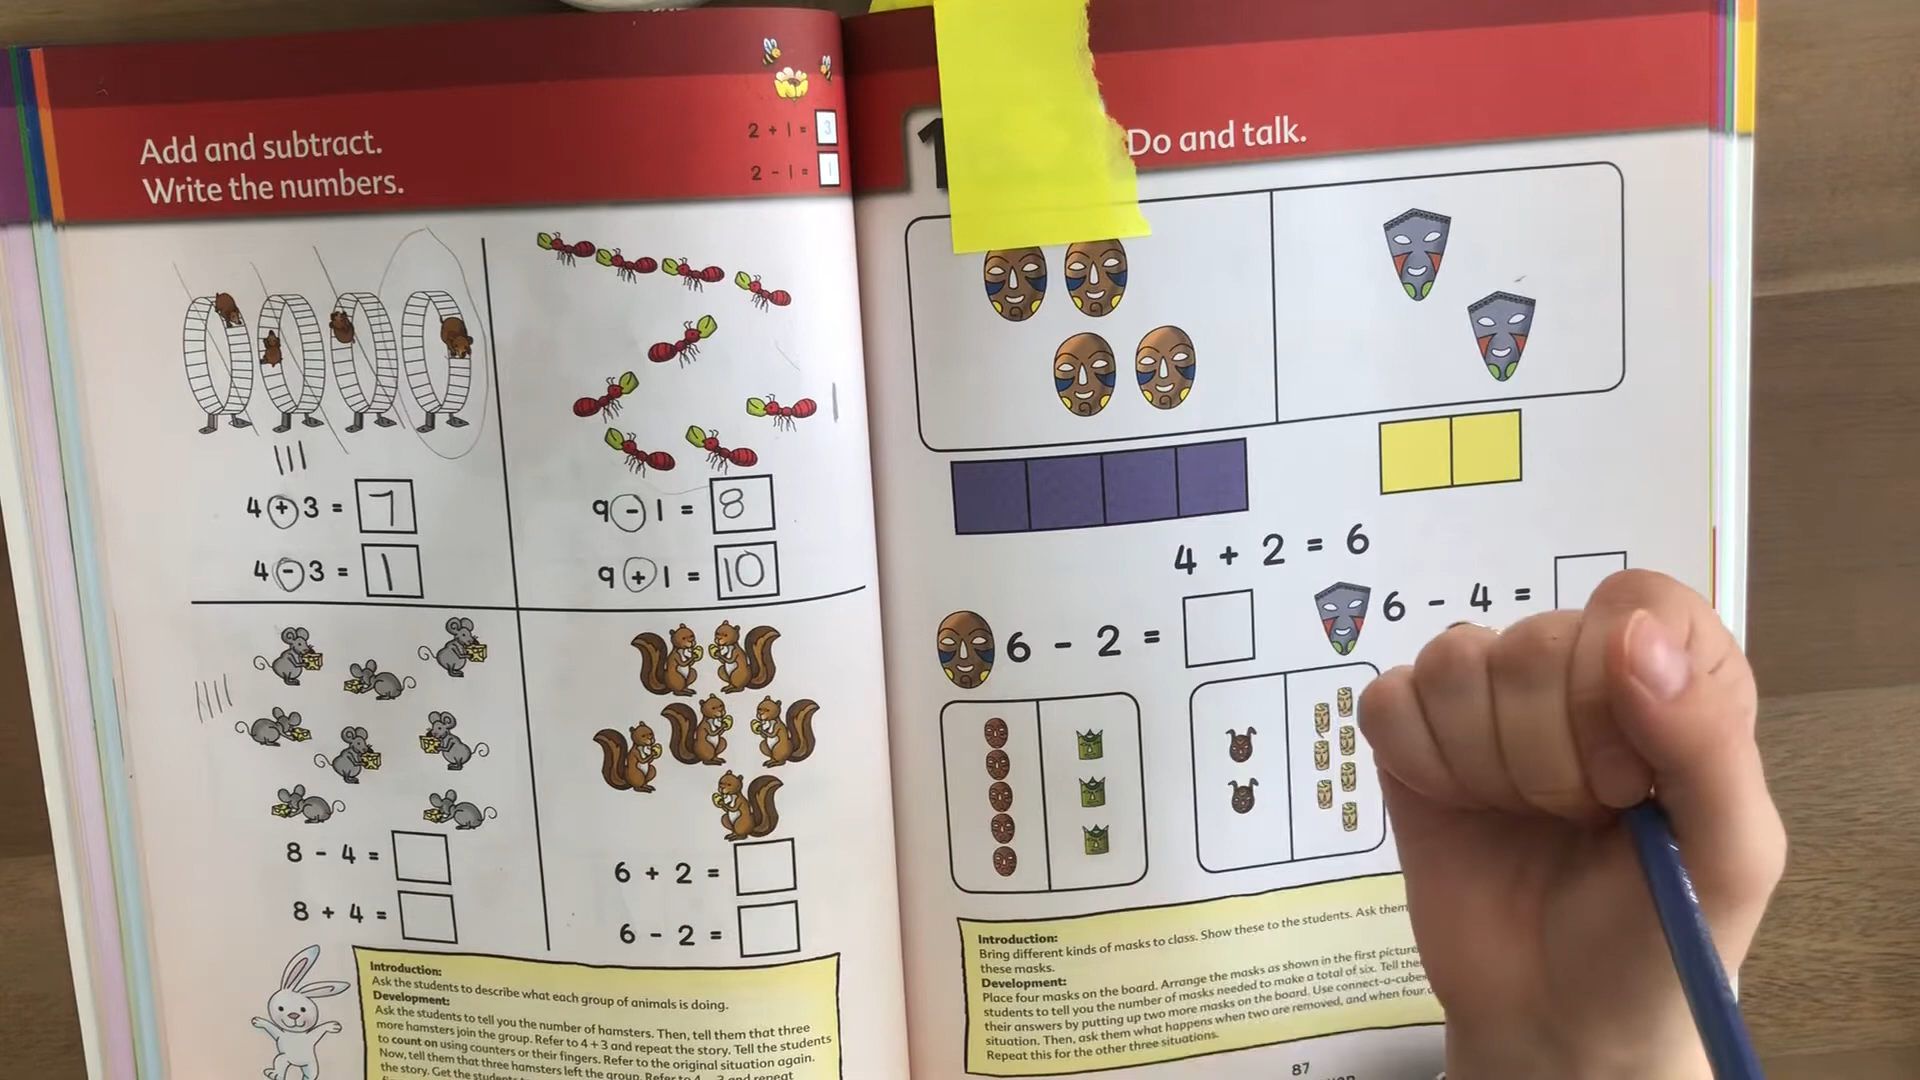 Add and subtract.
Write the numbers.
2 + 1 = 3
2 - 1 = 1
4 + 3 = 7
4 - 3 = 1
9 - 1 = 8
9 + 1 = 10
8 - 4 =
8 + 4 =
6 + 2 =
6 - 2 =
Introduction:
Ask the students to describe what each group of animals is doing.
Development:
Ask the students to tell you the number of hamsters. Then, tell them that three
more hamsters join the group. Refer to 4 + 3 and repeat the story. Tell the students
to count on using counters or their fingers. Refer to the original situation again.
Now, tell them that three hamsters left the group. Refer to 4 - 3 and repeat
the story. Get the
Do and talk.
4 + 2 = 6
6 - 2 =
6 - 4 =
Introduction:
Bring different kinds of masks to class. Show these to the students. Ask them
these masks.
Development:
Place four masks on the board. Arrange the masks as shown in the first picture
students to tell you the number of masks needed to make a total of six. Tell
their answers by putting up two more masks on the board. Use
situation. Then, ask them what happens when two are removed, and when four
Repeat this for the other three situations.
87